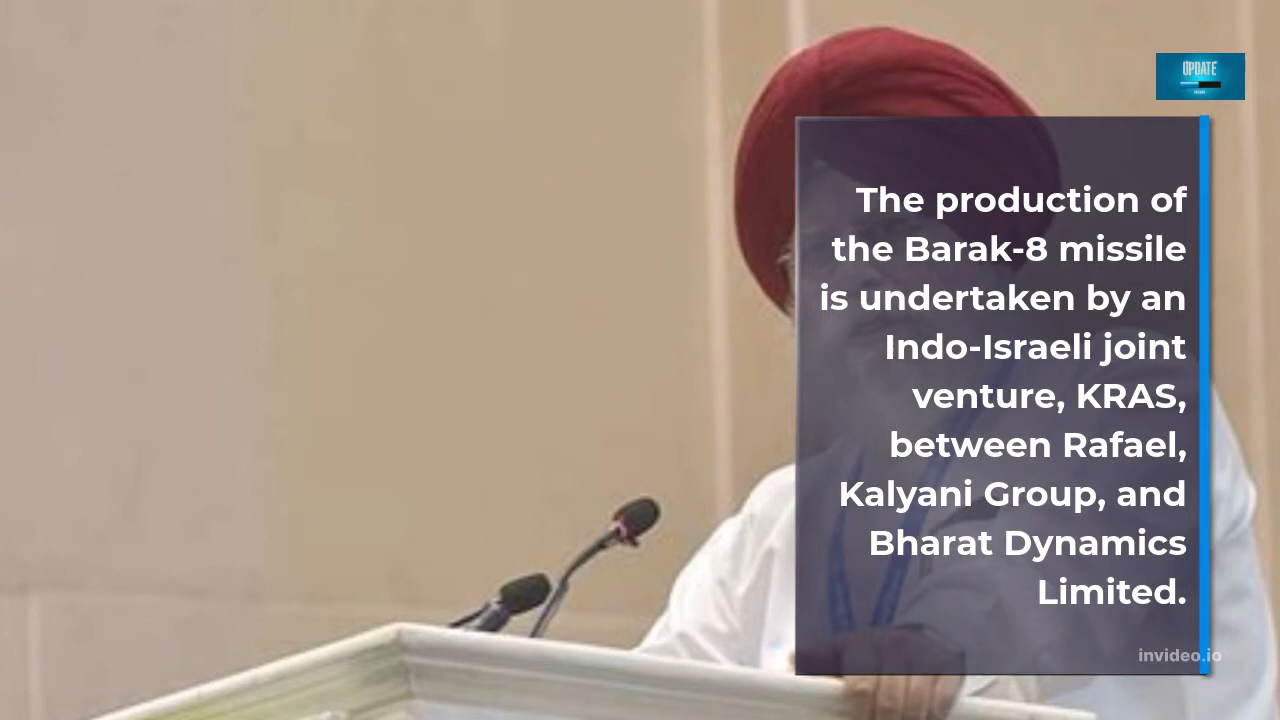 UPDATE
The production of
the Barak-8 missile
is undertaken by an
Indo-Israeli joint
venture, KRAS,
between Rafael,
Kalyani Group, and
Bharat Dynamics
Limited.
invideo.io